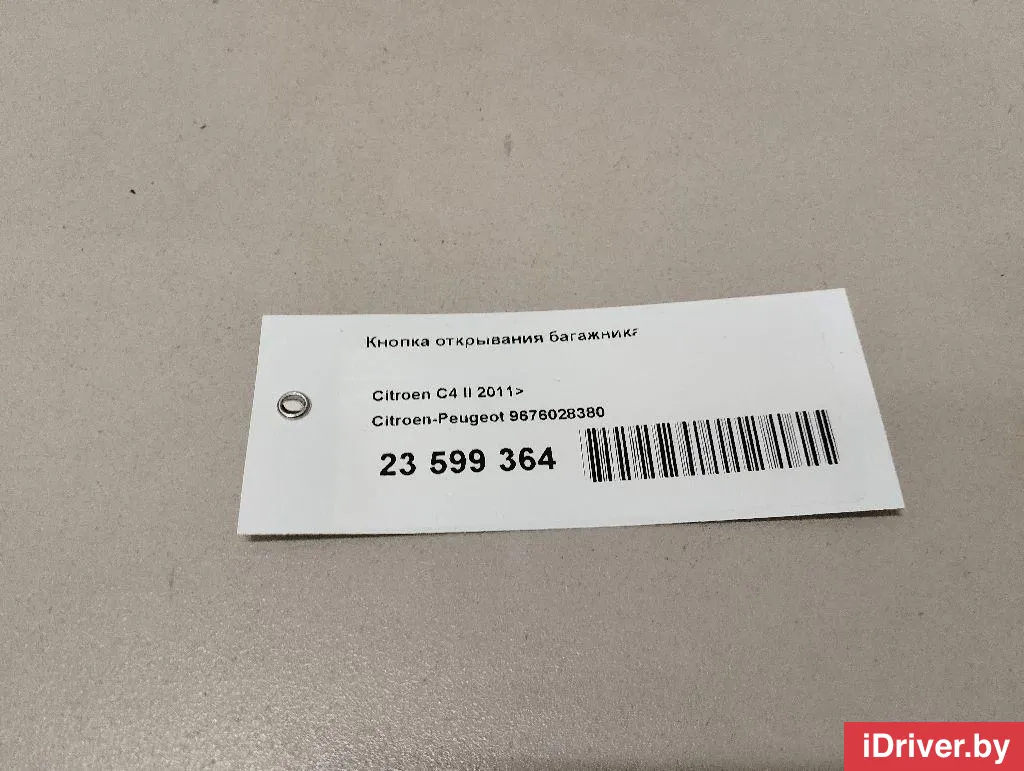 Кнопка открывания багажника
Citroen C4 II 2011>
Citroen-Peugeot 9676028380
23 599 364
iDriver.by